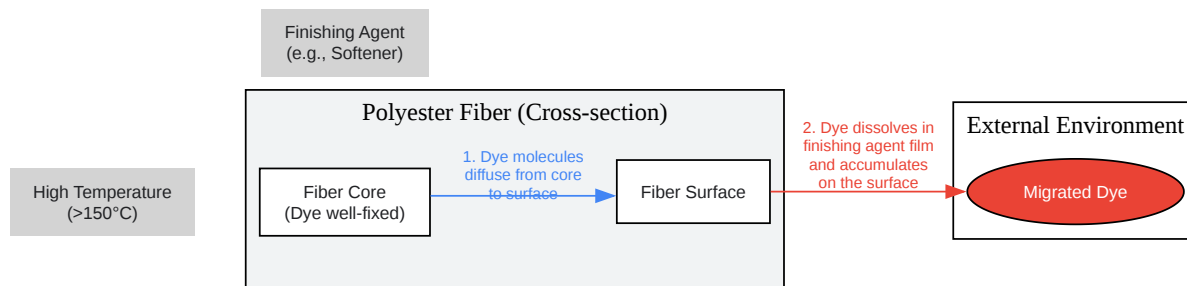 Finishing Agent
(e.g., Softener)
Polyester Fiber (Cross-section)
External Environment
High Temperature
(>150°C)
Fiber Core
(Dye well-fixed)
1. Dye molecules
diffuse from core
to surface
Fiber Surface
2. Dye dissolves in
finishing agent film
and accumulates
on the surface
Migrated Dye